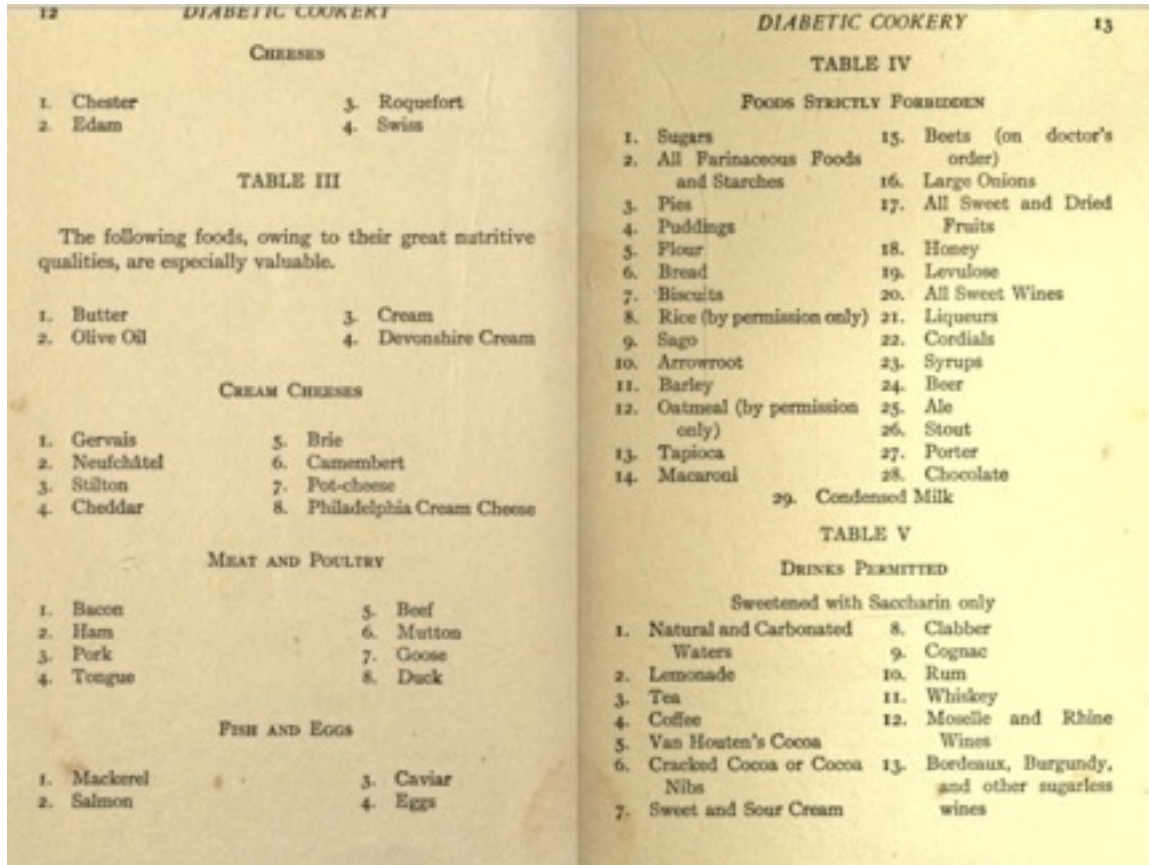 12 DIABETIC COOKERY
CHEESES
1. Chester 3. Roquefort
2. Edam 4. Swiss
TABLE III
The following foods, owing to their great nutritive
qualities, are especially valuable.
1. Butter 3. Cream
2. Olive Oil 4. Devonshire Cream
CREAM CHEESES
1. Gervais 5. Brie
2. Neufchâtel 6. Camembert
3. Stilton 7. Pot-cheese
4. Cheddar 8. Philadelphia Cream Cheese
MEAT AND POULTRY
1. Bacon 5. Beef
2. Ham 6. Mutton
3. Pork 7. Goose
4. Tongue 8. Duck
FISH AND EGGS
1. Mackerel 3. Caviar
2. Salmon 4. Eggs
DIABETIC COOKERY 13
TABLE IV
FOODS STRICTLY FORBIDDEN
1. Sugars
2. All Farinaceous Foods
and Starches
3. Pies
4. Puddings
5. Flour
6. Bread
7. Biscuits
8. Rice (by permission only)
9. Sago
10. Arrowroot
11. Barley
12. Oatmeal (by permission
only)
13. Tapioca
14. Macaroni
15. Beets (on doctor's
order)
16. Large Onions
17. All Sweet and Dried
Fruits
18. Honey
19. Levulose
20. All Sweet Wines
21. Liqueurs
22. Cordials
23. Syrups
24. Beer
25. Ale
26. Stout
27. Porter
28. Chocolate
29. Condensed Milk
TABLE V
DRINKS PERMITTED
Sweetened with Saccharin only
1. Natural and Carbonated
Waters
2. Lemonade
3. Tea
4. Coffee
5. Van Houten's Cocoa
6. Cracked Cocoa or Cocoa
Nibs
7. Sweet and Sour Cream
8. Clabber
9. Cognac
10. Rum
11. Whiskey
12. Moselle and Rhine
Wines
13. Bordeaux, Burgundy,
and other sugarless
wines